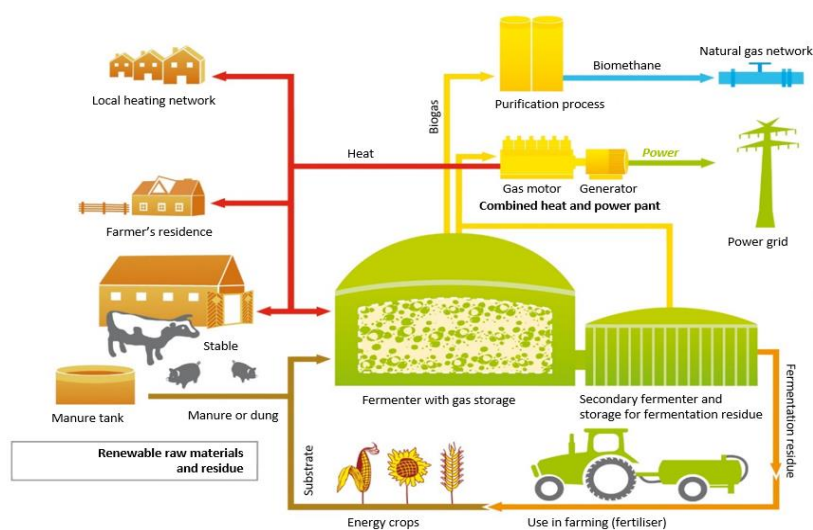 Natural gas network
Biomethane
Local heating network
Purification process
Biogas
Heat
Power
Gas motor
Generator
Combined heat and power pant
Farmer's residence
Power grid
Stable
Manure tank
Manure or dung
Fermenter with gas storage
Secondary fermenter and
storage for fermentation residue
Fermentation residue
Renewable raw materials
and residue
Substrate
Energy crops
Use in farming (fertiliser)